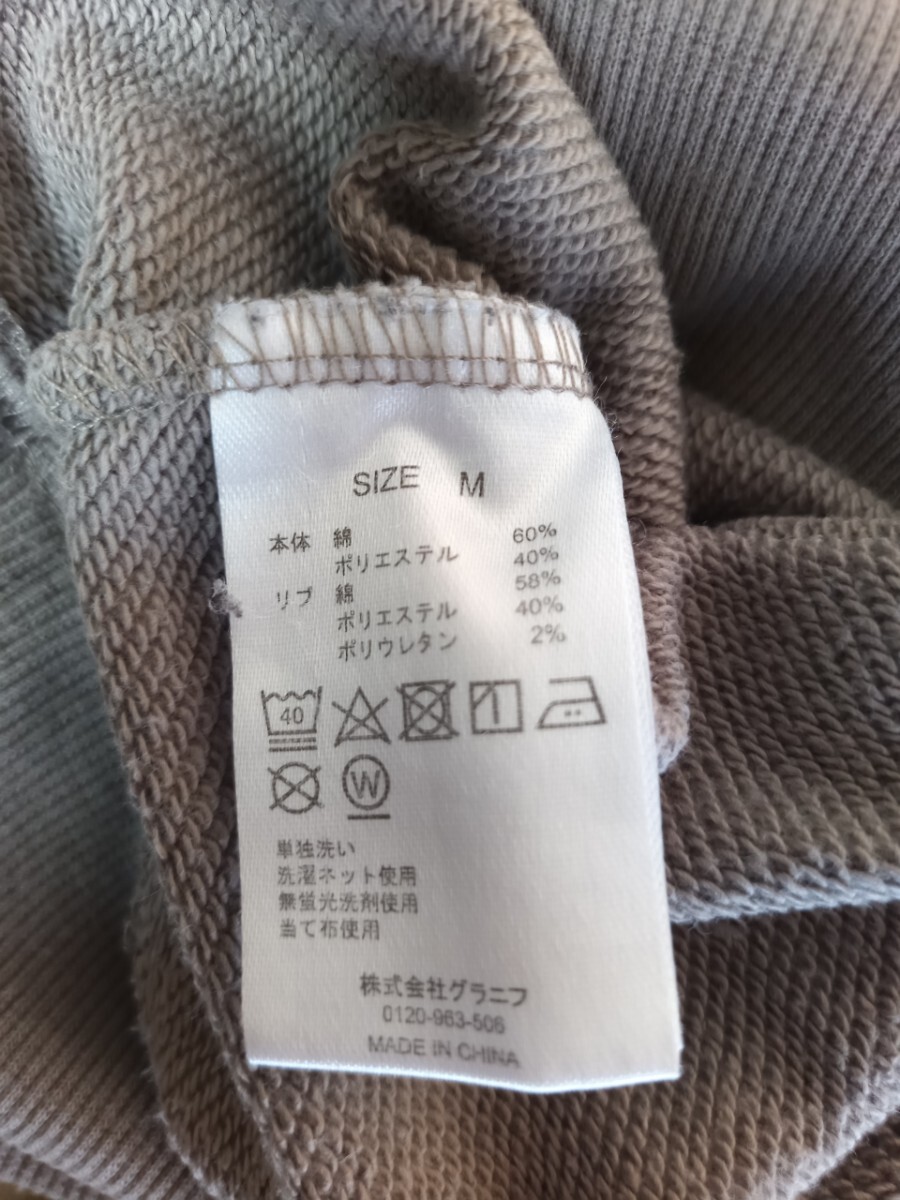 SIZE M
本体 綿 60%
ポリエステル 40%
リブ 綿 58%
ポリエステル 40%
ポリウレタン 2%
40
W
単独洗い
洗濯ネット使用
無蛍光洗剤使用
当て布使用
株式会社グラニフ
0120-963-506
MADE IN CHINA